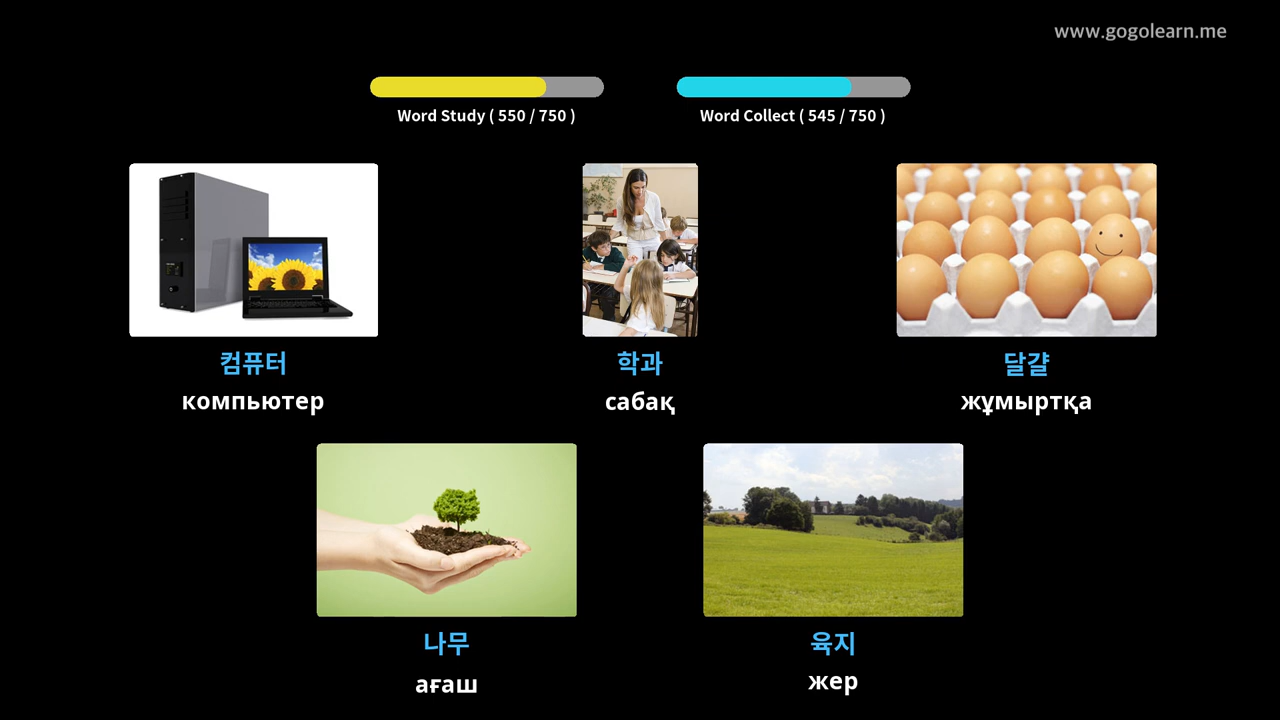 www.gogolearn.me
Word Study ( 550 / 750 )
Word Collect ( 545 / 750 )
컴퓨터
компьютер
학과
сабақ
달걀
жұмыртқа
나무
ағаш
육지
жер